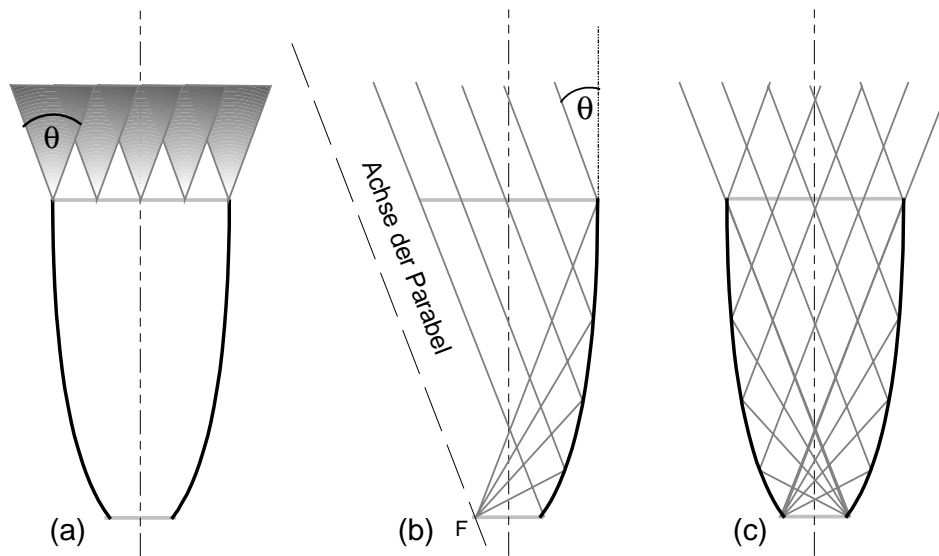 θ
θ
Achse der Parabel
(a)
(b)
F
(c)